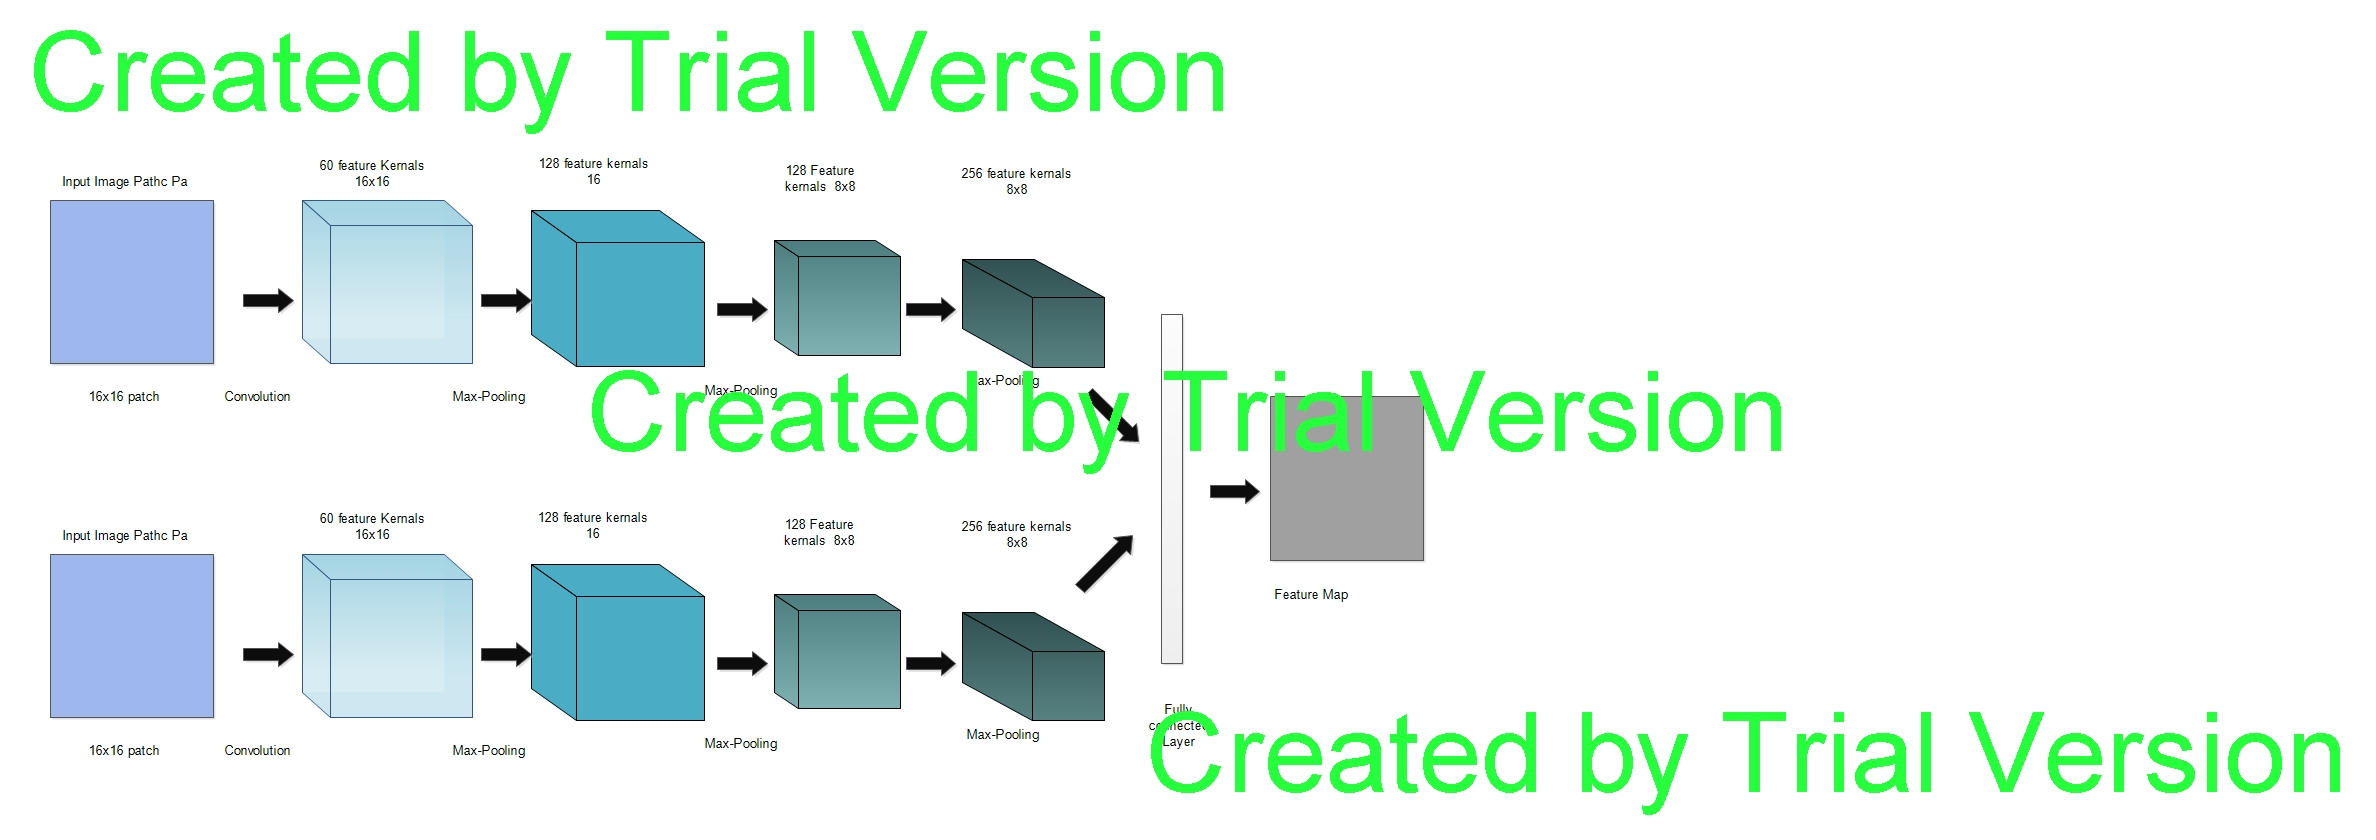 Created by Trial Version
Input Image Pathc Pa
60 feature Kernals
16x16
128 feature kernals
16
128 Feature
kernals 8x8
256 feature kernals
8x8
16x16 patch
Convolution
Max-Pooling
Max-Pooling
Max-Pooling
Created by Trial Version
Input Image Pathc Pa
60 feature Kernals
16x16
128 feature kernals
16
128 Feature
kernals 8x8
256 feature kernals
8x8
Feature Map
16x16 patch
Convolution
Max-Pooling
Max-Pooling
Max-Pooling
Fully
connected
Layer
Created by Trial Version